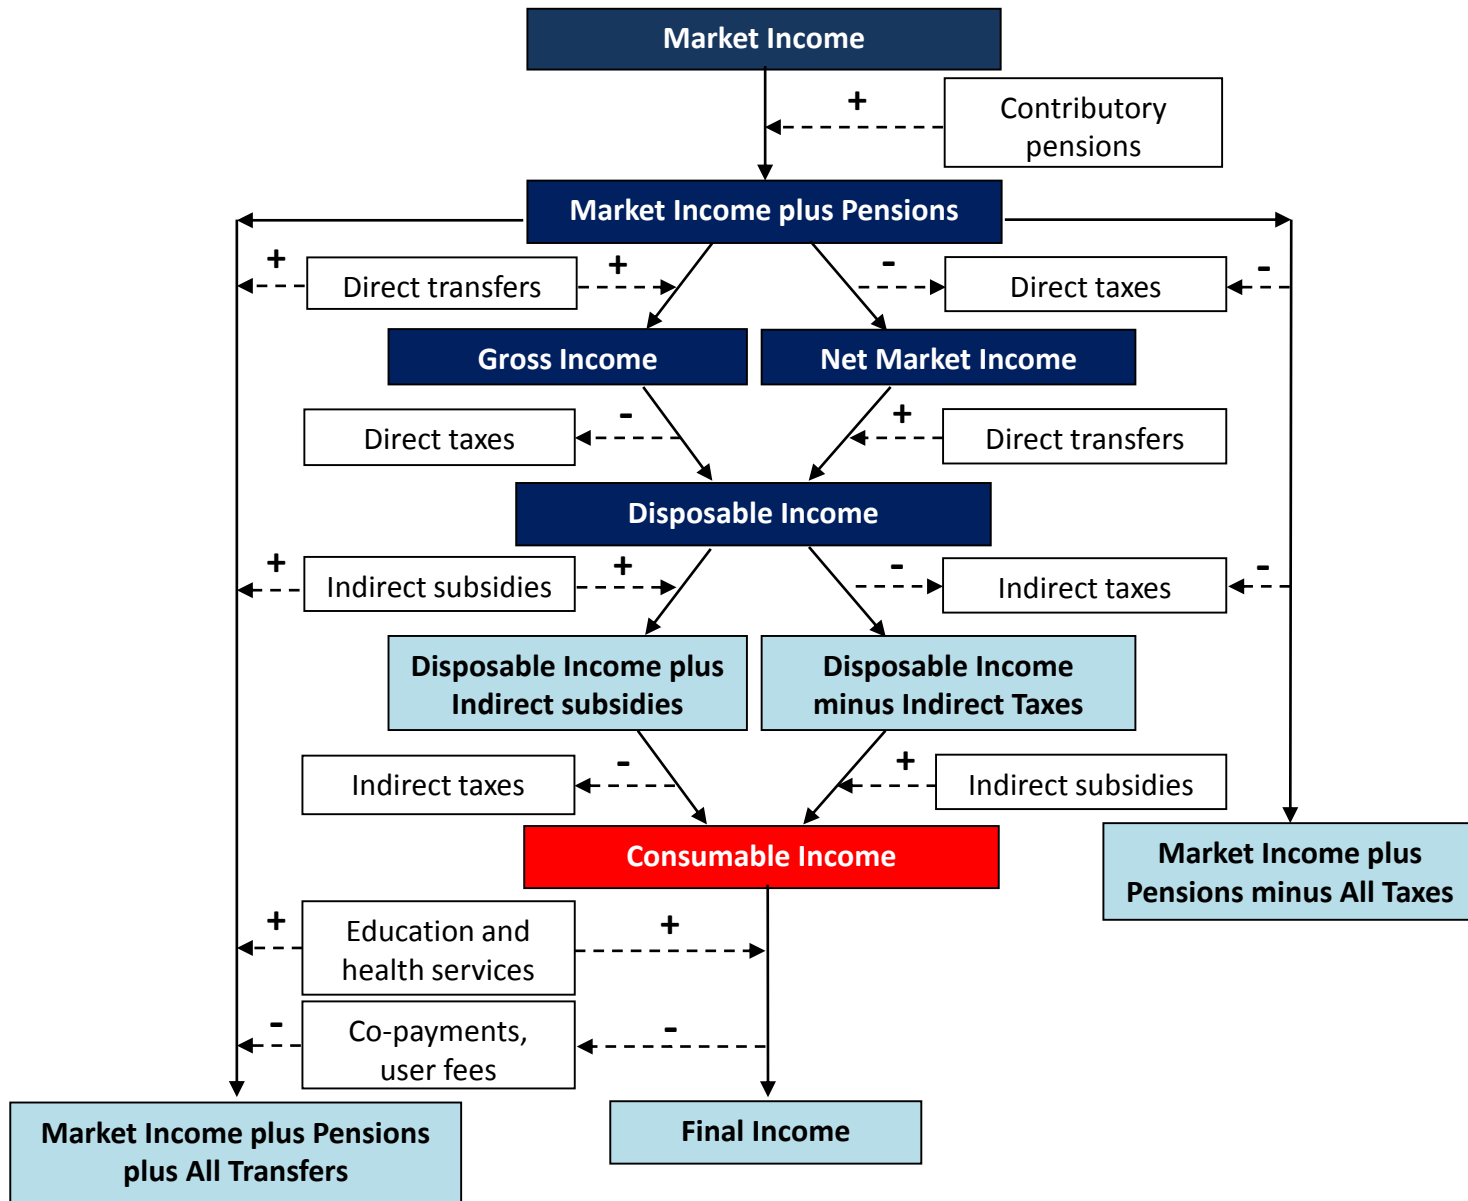 Market Income
+
Contributory
pensions
Market Income plus Pensions
+
Direct transfers
+
-
Direct taxes
-
Gross Income
Net Market Income
Direct taxes
-
+
Direct transfers
Disposable Income
+
Indirect subsidies
+
-
Indirect taxes
-
Disposable Income plus
Indirect subsidies
Disposable Income
minus Indirect Taxes
Indirect taxes
-
+
Indirect subsidies
Consumable Income
Market Income plus
Pensions minus All Taxes
+
Education and
health services
+
-
Co-payments,
user fees
-
Market Income plus Pensions
plus All Transfers
Final Income